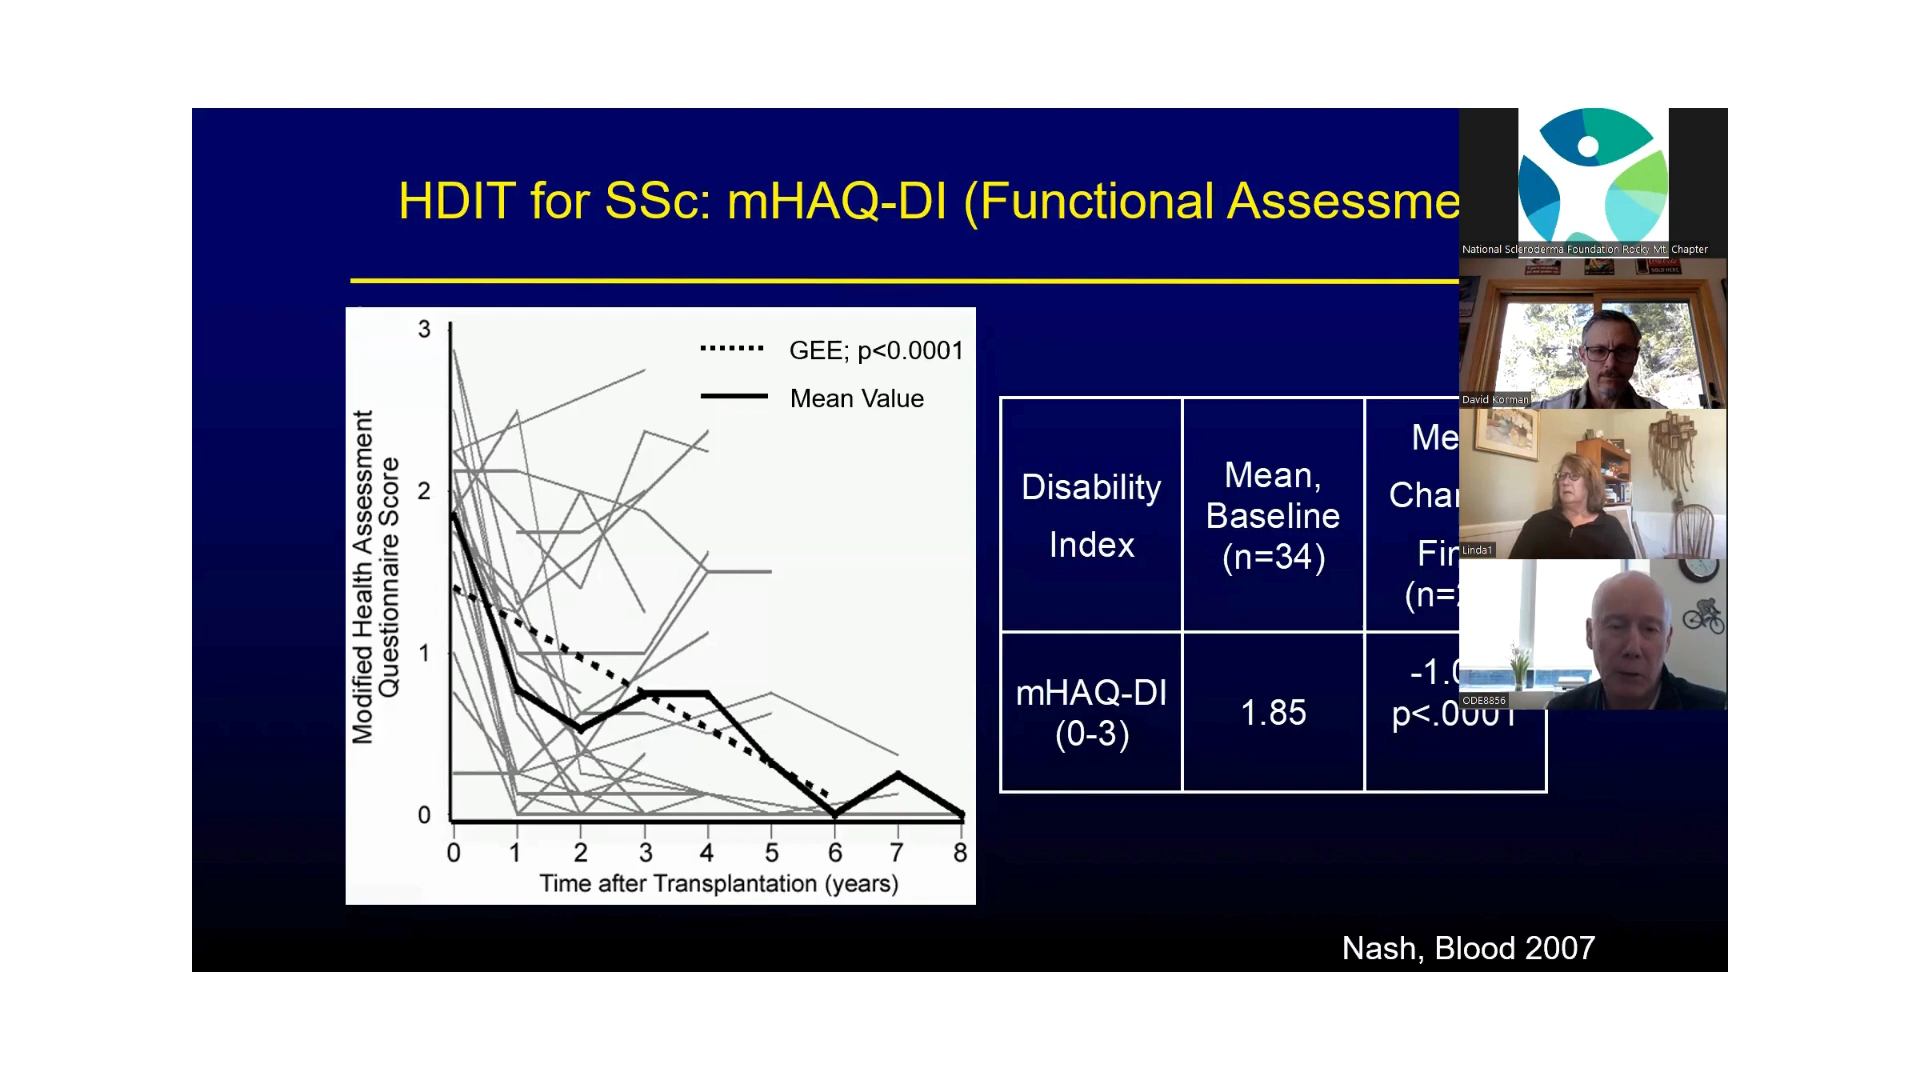 HDIT for SSc: mHAQ-DI (Functional Assessme
National Scleroderma Foundation Rocky Mt. Chapter
David Korman
Linda1
ODE8856
3
2
1
0
GEE; p<0.0001
Mean Value
Modified Health Assessment
Questionnaire Score
0 1 2 3 4 5 6 7 8
Time after Transplantation (years)
Disability
Index
Mean,
Baseline
(n=34)
Me
Cha
Fi
(n=
mHAQ-DI
(0-3)
1.85
-1.0
p<.0001
Nash, Blood 2007